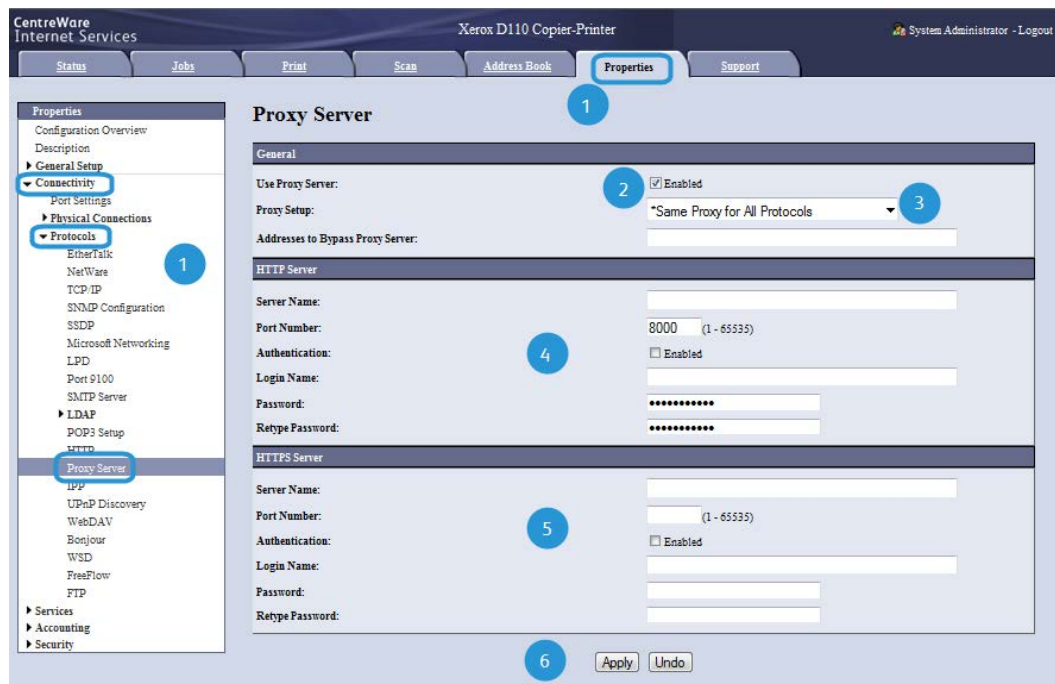 CentreWare
Internet Services
Xerox D110 Copier-Printer
System Administrator - Logout
Status
Jobs
Print
Scan
Address Book
Properties
Support
1
Properties
Configuration Overview
Description
General Setup
Connectivity
Port Settings
Physical Connections
Protocols
1
EtherTalk
NetWare
TCP/IP
SNMP Configuration
SSDP
Microsoft Networking
LPD
Port 9100
SMTP Server
LDAP
POP3 Setup
HTTP
Proxy Server
IPP
UPnP Discovery
WebDAV
Bonjour
WSD
FreeFlow
FTP
Services
Accounting
Security
Proxy Server
General
Use Proxy Server: 2 Enabled
Proxy Setup: *Same Proxy for All Protocols 3
Addresses to Bypass Proxy Server:
HTTP Server
Server Name:
Port Number: 8000 (1 - 65535)
Authentication: 4 Enabled
Login Name:
Password: •••••••••••
Retype Password: •••••••••••
HTTPS Server
Server Name:
Port Number: 5 (1 - 65535)
Authentication: Enabled
Login Name:
Password:
Retype Password:
6 Apply Undo